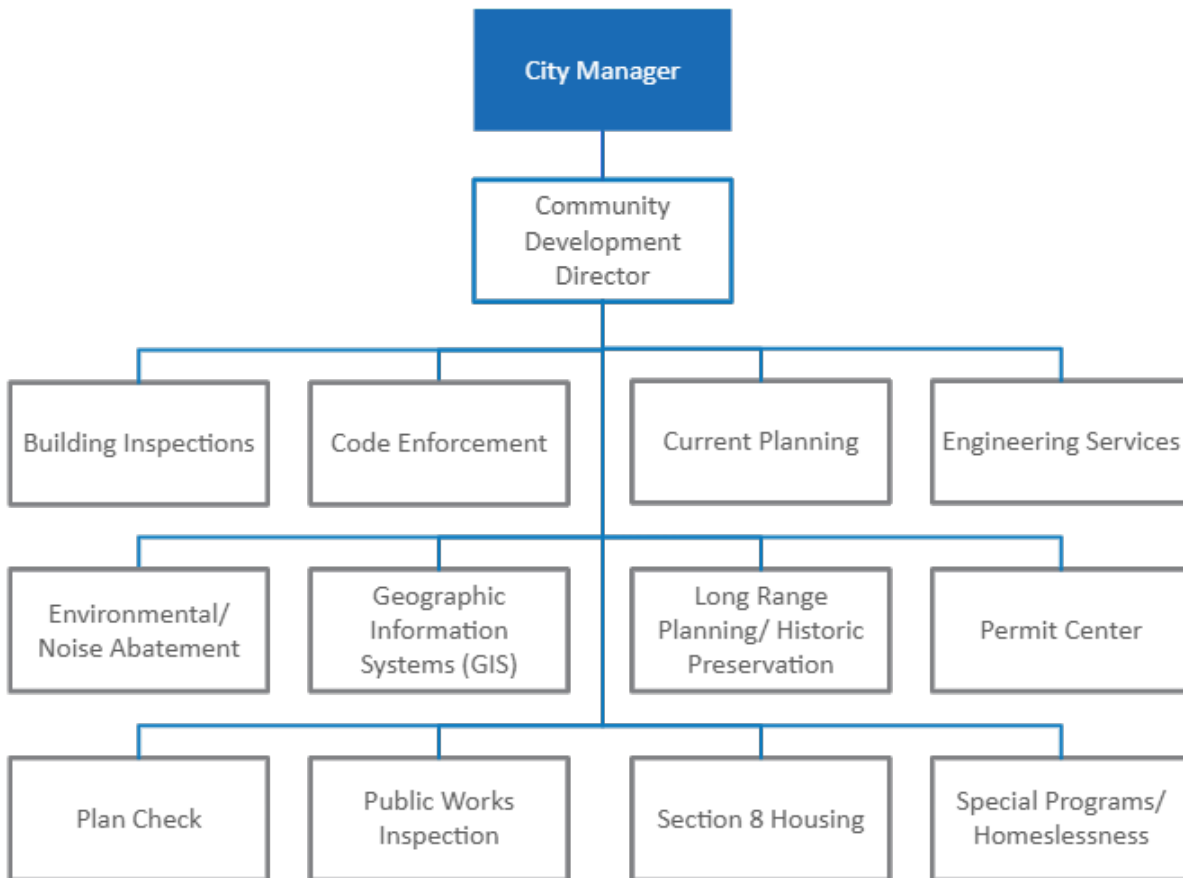 City Manager
Community
Development
Director
Building Inspections
Code Enforcement
Current Planning
Engineering Services
Environmental/
Noise Abatement
Geographic
Information
Systems (GIS)
Long Range
Planning/ Historic
Preservation
Permit Center
Plan Check
Public Works
Inspection
Section 8 Housing
Special Programs/
Homeslessness